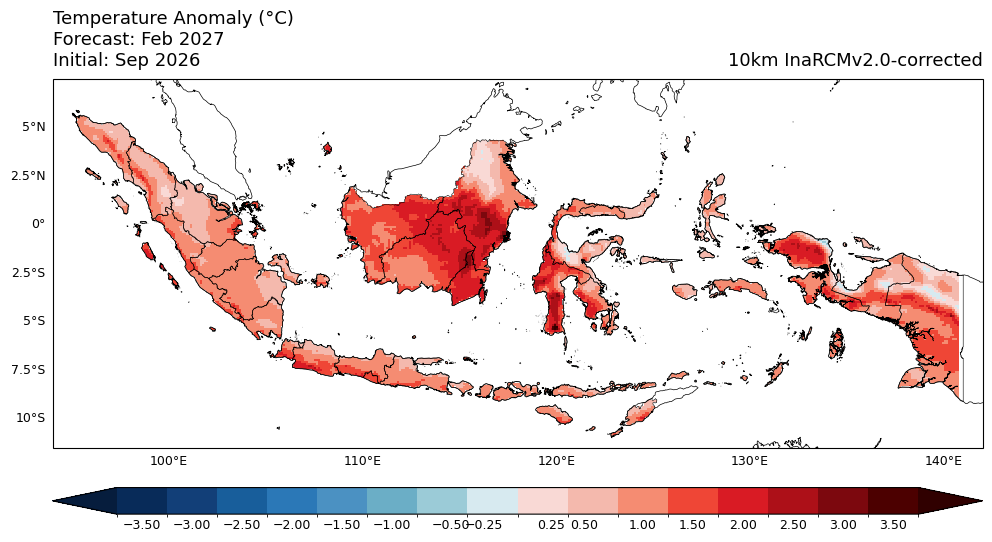 Temperature Anomaly (°C)
Forecast: Feb 2027
Initial: Sep 2026
10km InaRCMv2.0-corrected
5°N
2.5°N
0°
2.5°S
5°S
7.5°S
10°S
100°E 110°E 120°E 130°E 140°E
−3.50 −3.00 −2.50 −2.00 −1.50 −1.00 −0.50 −0.25 0.25 0.50 1.00 1.50 2.00 2.50 3.00 3.50